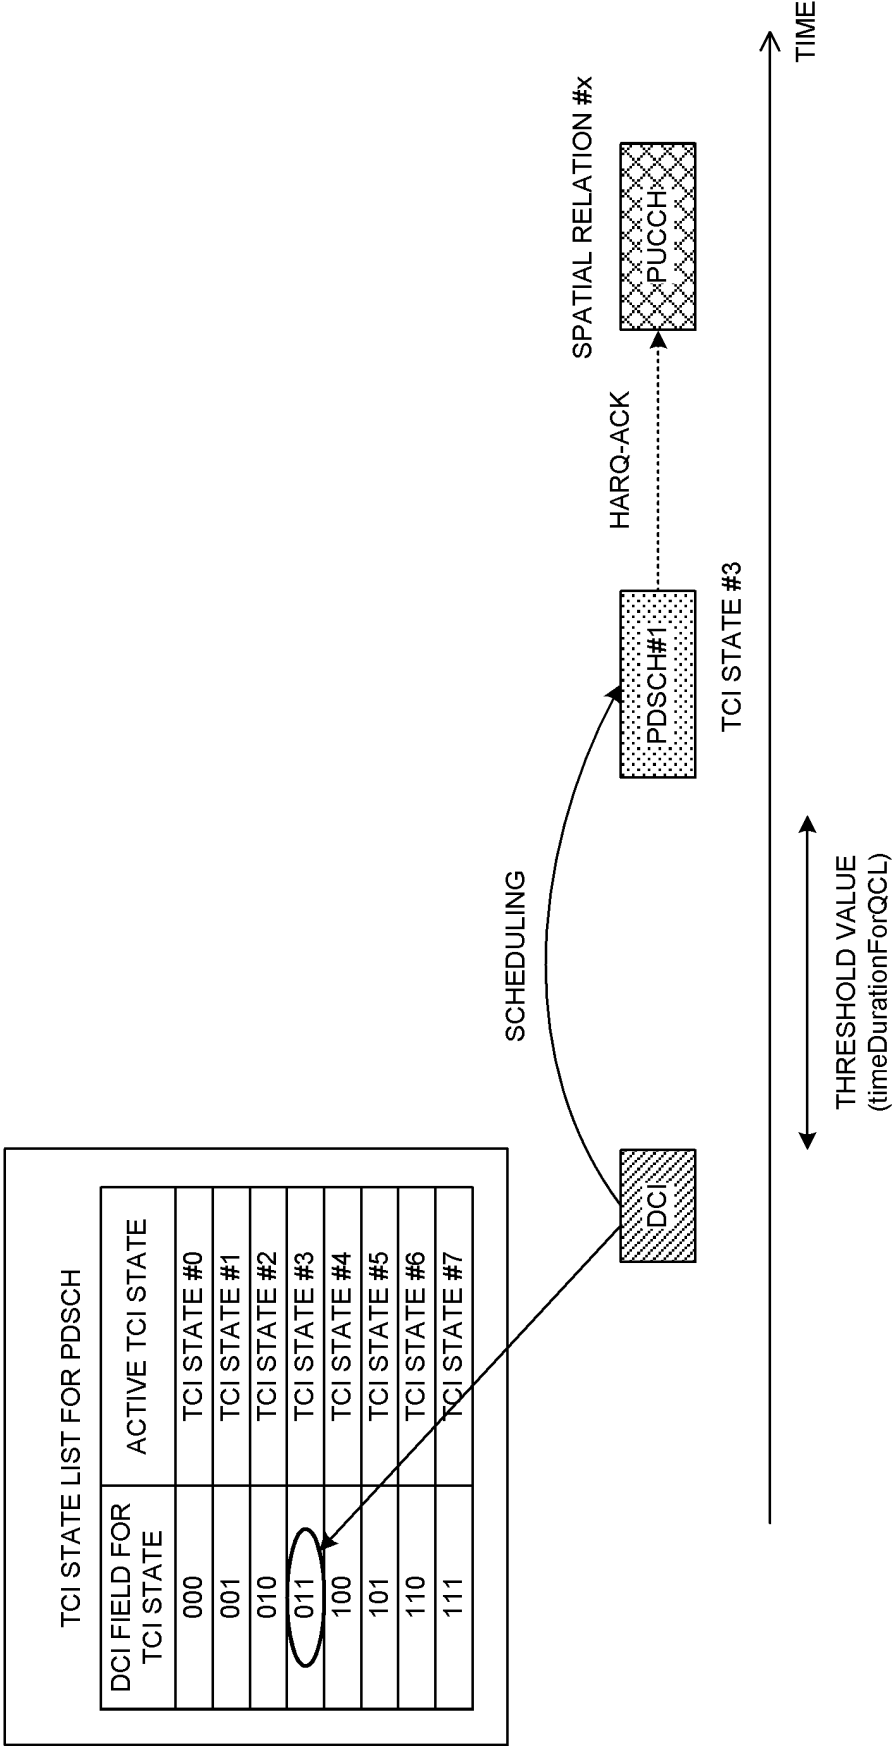 TCI STATE LIST FOR PDSCH
DCI FIELD FOR
TCI STATE
ACTIVE TCI STATE
000 TCI STATE #0
001 TCI STATE #1
010 TCI STATE #2
011 TCI STATE #3
100 TCI STATE #4
101 TCI STATE #5
110 TCI STATE #6
111 TCI STATE #7
SCHEDULING
SPATIAL RELATION #x
HARQ-ACK
DCI
PDSCH#1
PUCCH
TCI STATE #3
TIME
THRESHOLD VALUE
(timeDurationForQCL)